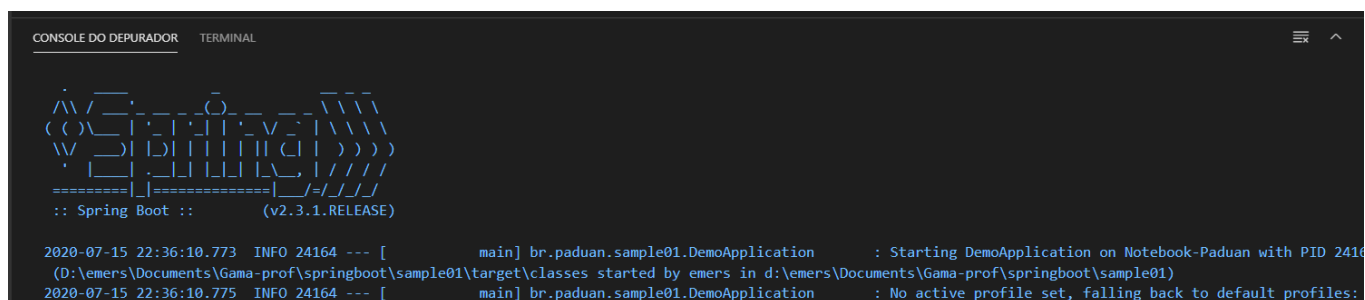 CONSOLE DO DEPURADOR TERMINAL
  .   ____          _            __ _ _
 /\\ / ___'_ __ _ _(_)_ __  __ _ \ \ \ \
( ( )\___ | '_ | '_| | '_ \/ _` | \ \ \ \
 \\/  ___)| |_)| | | | | || (_| |  ) ) ) )
  '  |____| .__|_| |_|_| |_\__, | / / / /
 =========|_|==============|___/=/_/_/_/
 :: Spring Boot ::        (v2.3.1.RELEASE)
2020-07-15 22:36:10.773  INFO 24164 --- [           main] br.paduan.sample01.DemoApplication       : Starting DemoApplication on Notebook-Paduan with PID 2416
 (D:\emers\Documents\Gama-prof\springboot\sample01\target\classes started by emers in d:\emers\Documents\Gama-prof\springboot\sample01)
2020-07-15 22:36:10.775  INFO 24164 --- [           main] br.paduan.sample01.DemoApplication       : No active profile set, falling back to default profiles: